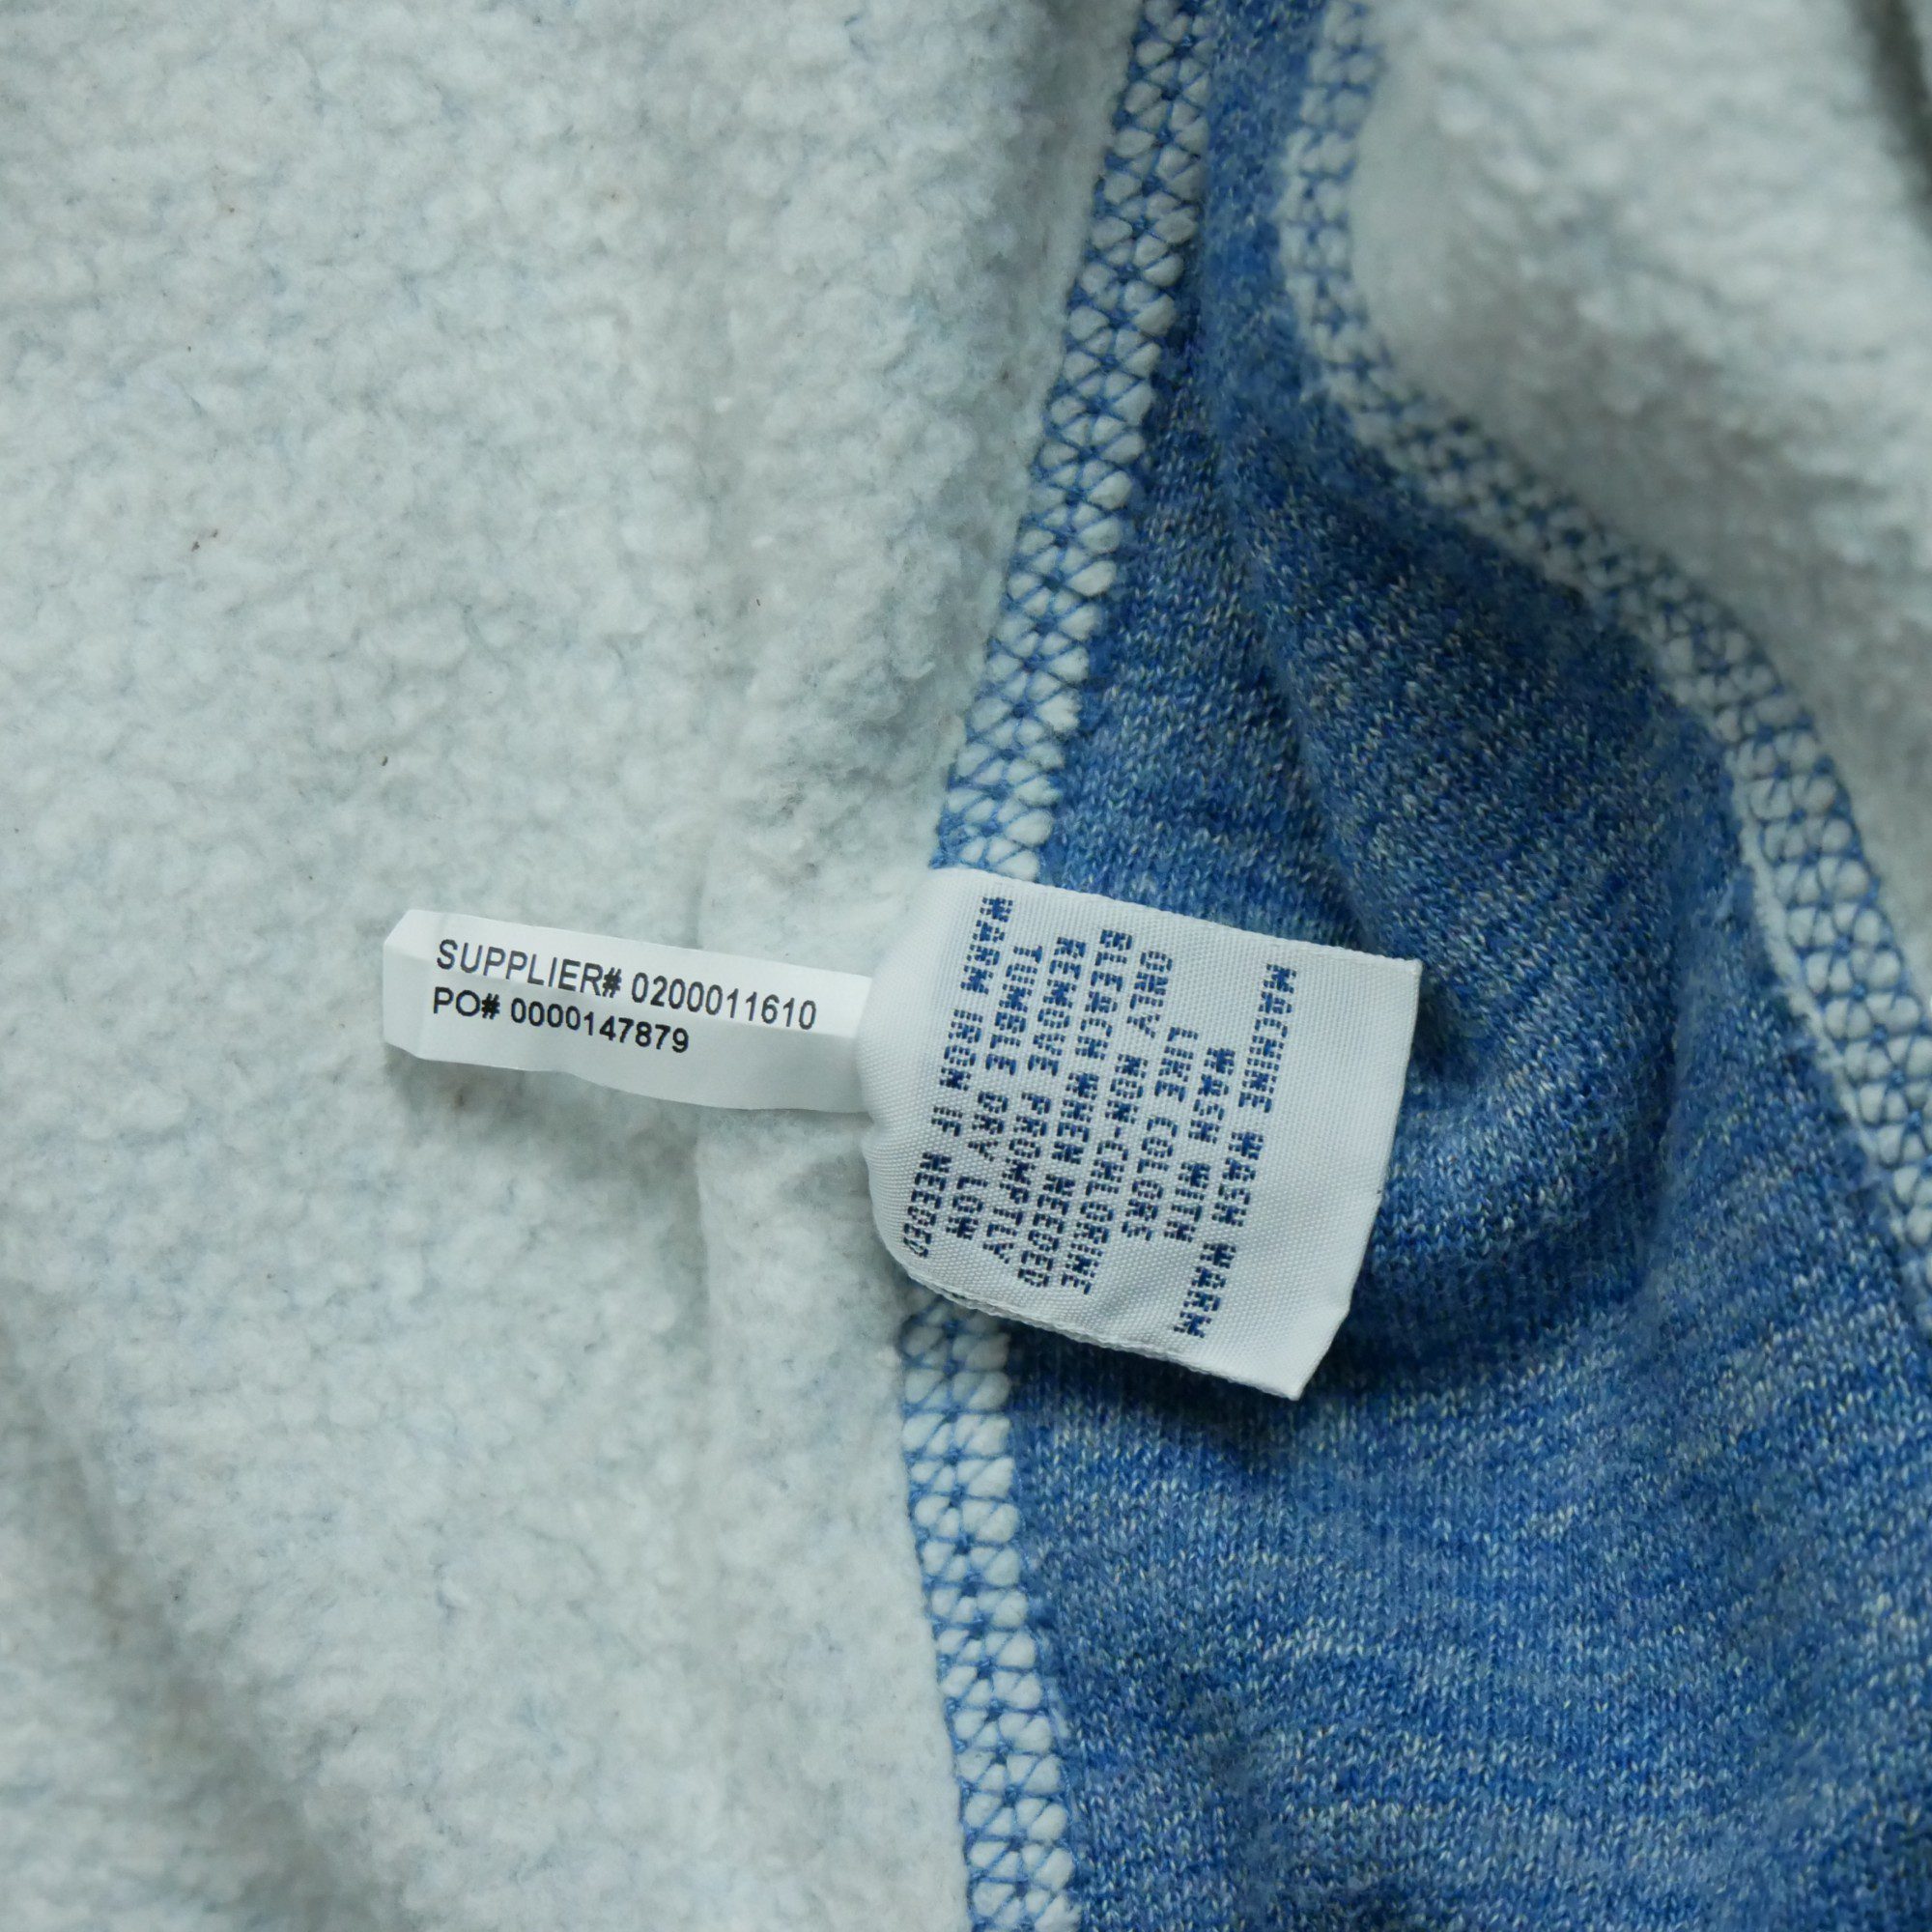 SUPPLIER# 0200011610
PO# 0000147879
MACHINE WASH WARM
WASH WITH
LIKE COLORS
ONLY NON-CHLORINE
BLEACH WHEN NEEDED
REMOVE PROMPTLY
TUMBLE DRY LOW
WARM IRON IF NEEDED